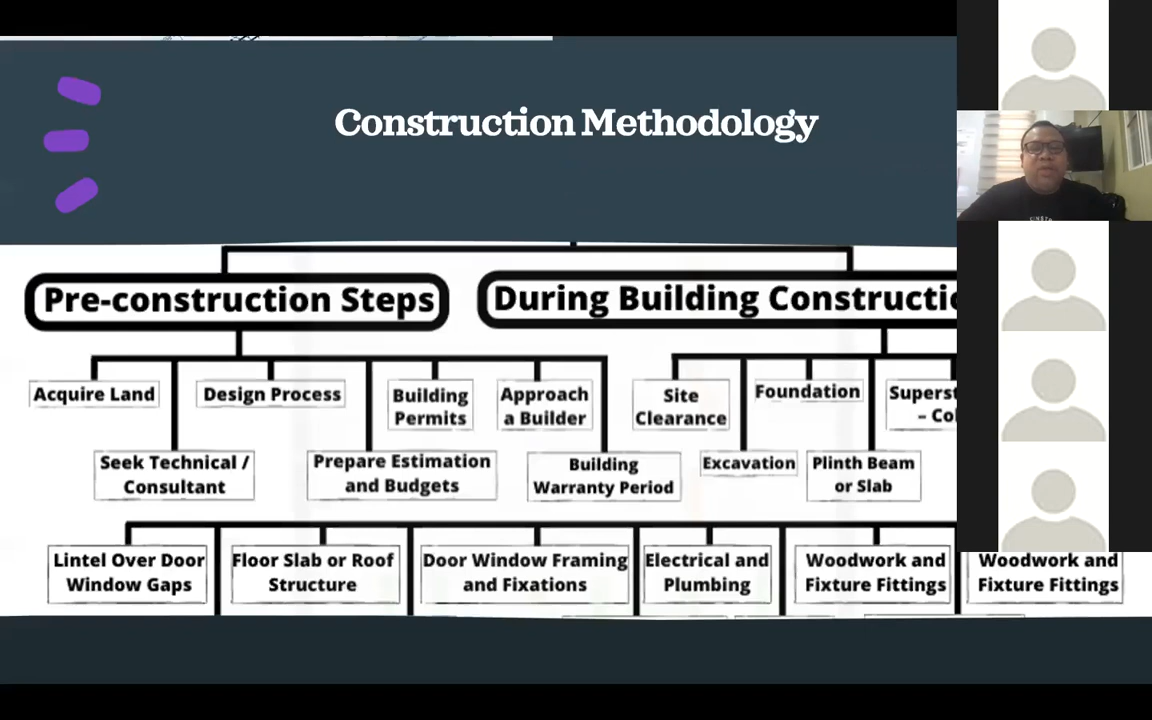 Construction Methodology
Pre-construction Steps
During Building Constructio
Acquire Land
Design Process
Building
Permits
Approach
a Builder
Site
Clearance
Foundation
Superst
– Col
Seek Technical /
Consultant
Prepare Estimation
and Budgets
Building
Warranty Period
Excavation
Plinth Beam
or Slab
Lintel Over Door
Window Gaps
Floor Slab or Roof
Structure
Door Window Framing
and Fixations
Electrical and
Plumbing
Woodwork and
Fixture Fittings
Woodwork and
Fixture Fittings